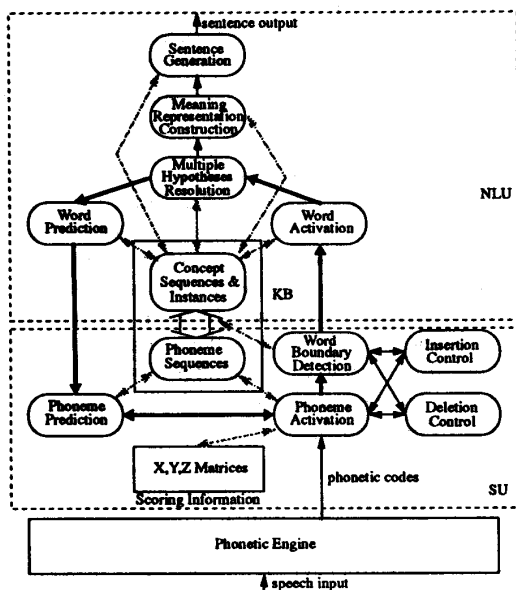 sentence output
Sentence
Generation
Meaning
Representation
Construction
Multiple
Hypotheses
Resolution
NLU
Word
Prediction
Word
Activation
Concept
Sequences &
Instances
KB
Phoneme
Sequences
Word
Boundary
Detection
Insertion
Control
Phoneme
Prediction
Phoneme
Activation
Deletion
Control
X,Y,Z Matrices
Scoring Information
phonetic codes
SU
Phonetic Engine
speech input